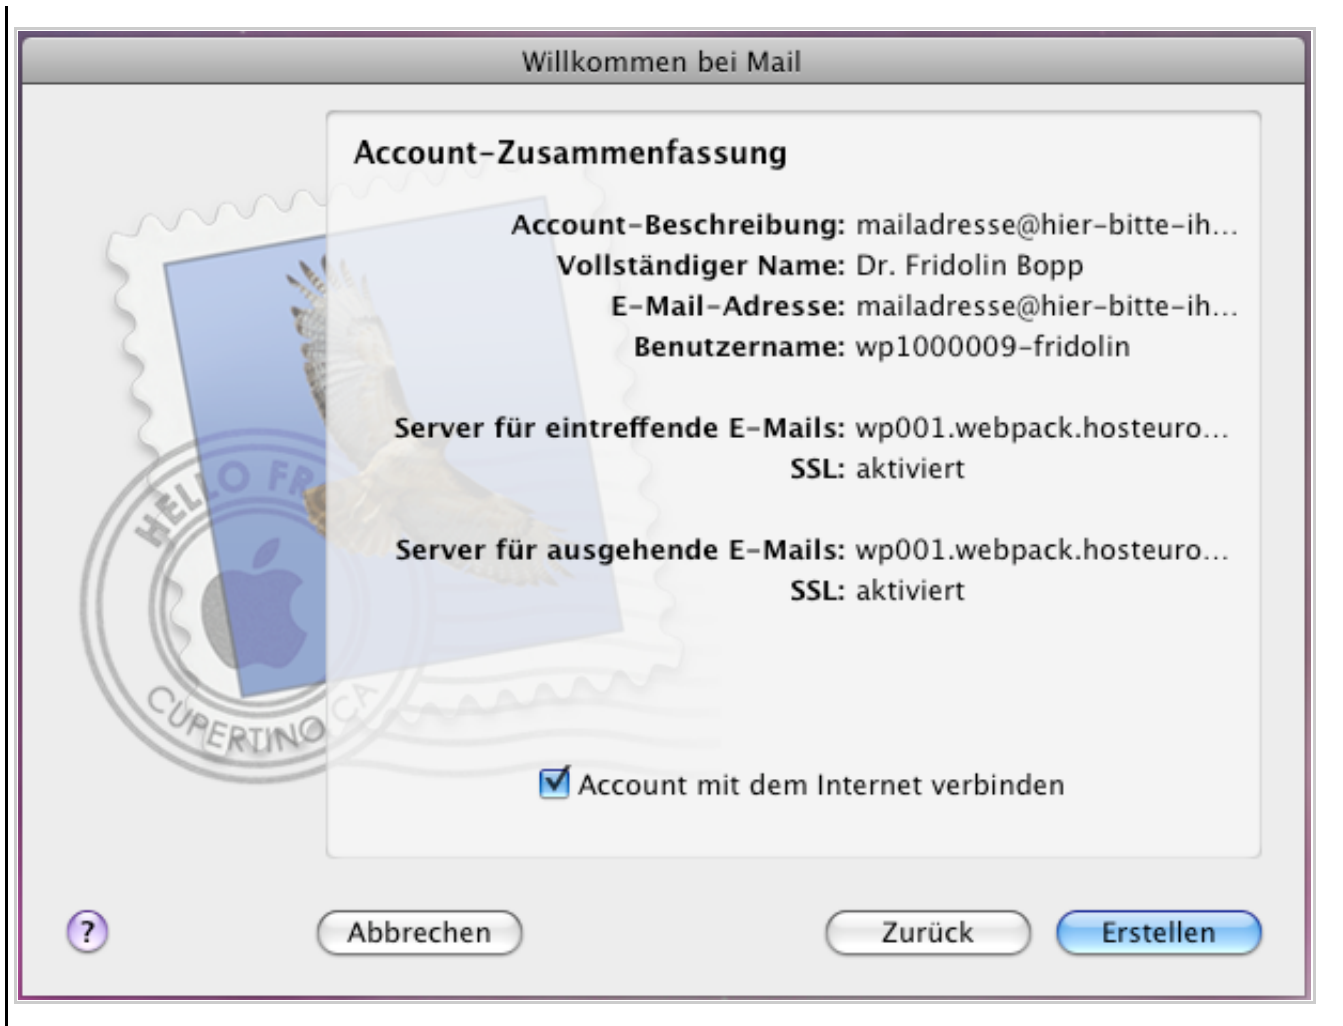 Willkommen bei Mail
Account-Zusammenfassung
Account-Beschreibung: mailadresse@hier-bitte-ih...
Vollständiger Name: Dr. Fridolin Bopp
E-Mail-Adresse: mailadresse@hier-bitte-ih...
Benutzername: wp1000009-fridolin
Server für eintreffende E-Mails: wp001.webpack.hosteuro...
SSL: aktiviert
Server für ausgehende E-Mails: wp001.webpack.hosteuro...
SSL: aktiviert
HELLO FR
CUPERTINO CA
Account mit dem Internet verbinden
?
Abbrechen
Zurück
Erstellen